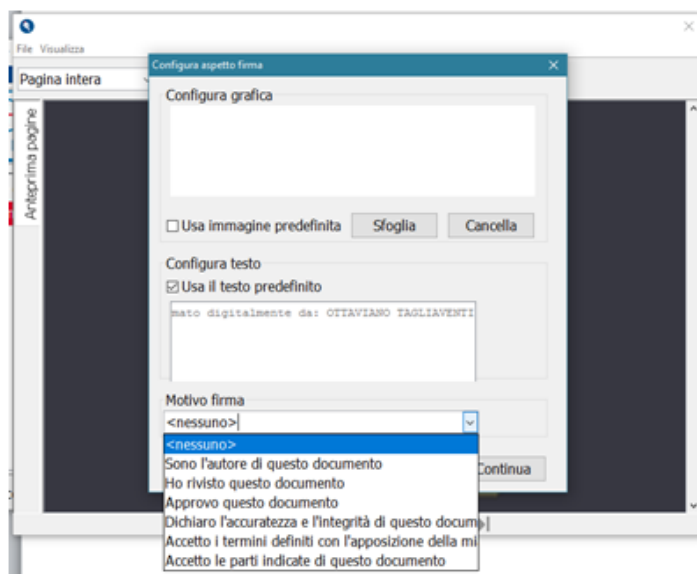 File Visualizza
Pagina intera
Anteprima pagine
Configura aspetto firma
Configura grafica
Usa immagine predefinita Sfoglia Cancella
Configura testo
Usa il testo predefinito
mato digitalmente da: OTTAVIANO TAGLIAVENTI
Motivo firma
<nessuno>
<nessuno>
Sono l'autore di questo documento
Ho rivisto questo documento
Approvo questo documento
Dichiaro l'accuratezza e l'integrità di questo docum
Accetto i termini definiti con l'apposizione della mi
Accetto le parti indicate di questo documento
Continua